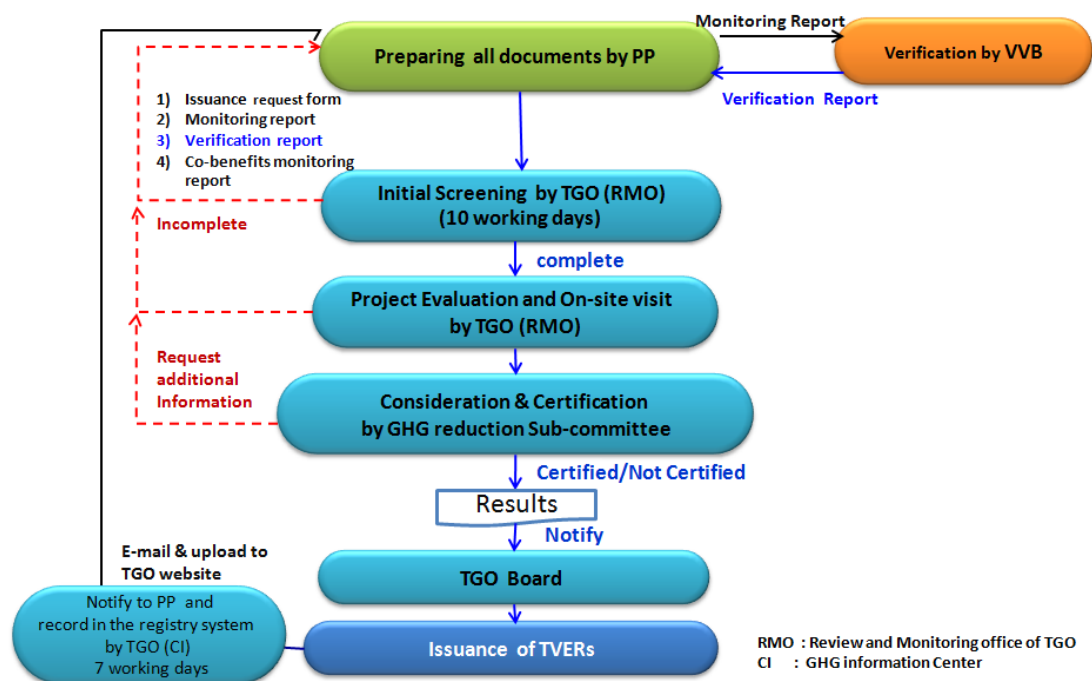 Monitoring Report
Preparing all documents by PP
Verification by VVB
Verification Report
1) Issuance request form
2) Monitoring report
3) Verification report
4) Co-benefits monitoring
report
Initial Screening by TGO (RMO)
(10 working days)
Incomplete
complete
Project Evaluation and On-site visit
by TGO (RMO)
Request
additional
Information
Consideration & Certification
by GHG reduction Sub-committee
Certified/Not Certified
Results
Notify
E-mail & upload to
TGO website
TGO Board
Notify to PP and
record in the registry system
by TGO (CI)
7 working days
Issuance of TVERs
RMO : Review and Monitoring office of TGO
CI : GHG information Center